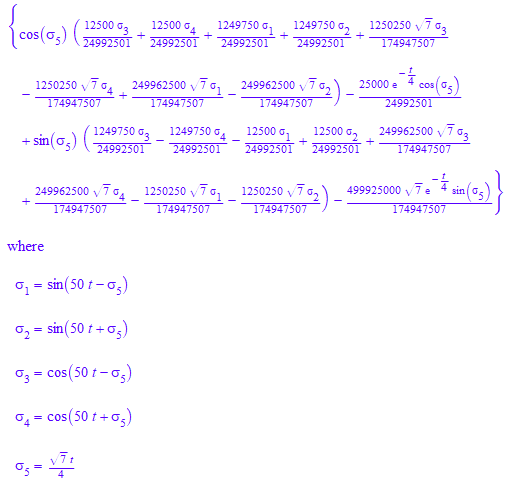 {cos(σ₅) (12500 σ₃/24992501 + 12500 σ₄/24992501 + 1249750 σ₁/24992501 + 1249750 σ₂/24992501 + 1250250 √7 σ₃/174947507
− 1250250 √7 σ₄/174947507 + 249962500 √7 σ₁/174947507 − 249962500 √7 σ₂/174947507) − 25000 e^(−t/4) cos(σ₅)/24992501
+ sin(σ₅) (1249750 σ₃/24992501 − 1249750 σ₄/24992501 − 12500 σ₁/24992501 + 12500 σ₂/24992501 + 249962500 √7 σ₃/174947507
+ 249962500 √7 σ₄/174947507 − 1250250 √7 σ₁/174947507 − 1250250 √7 σ₂/174947507) − 499925000 √7 e^(−t/4) sin(σ₅)/174947507}
where
σ₁ = sin(50 t − σ₅)
σ₂ = sin(50 t + σ₅)
σ₃ = cos(50 t − σ₅)
σ₄ = cos(50 t + σ₅)
σ₅ = √7 t/4